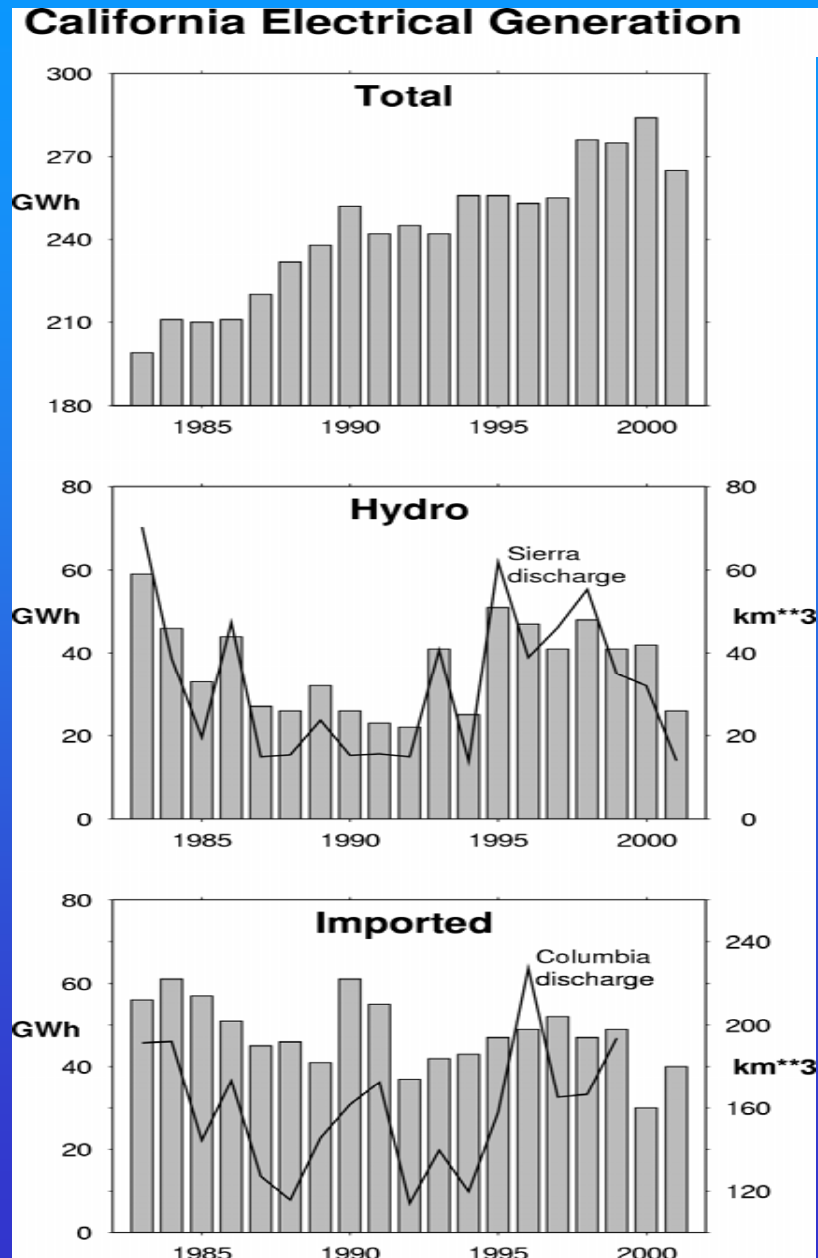 California Electrical Generation
Total
300
270
GWh
240
210
180
1985 1990 1995 2000
Hydro
80 80
Sierra
discharge
60 60
GWh km**3
40 40
20 20
0 0
1985 1990 1995 2000
Imported
80
240
Columbia
discharge
60
GWh 200
40 km**3
160
20
120
0
1985 1990 1995 2000